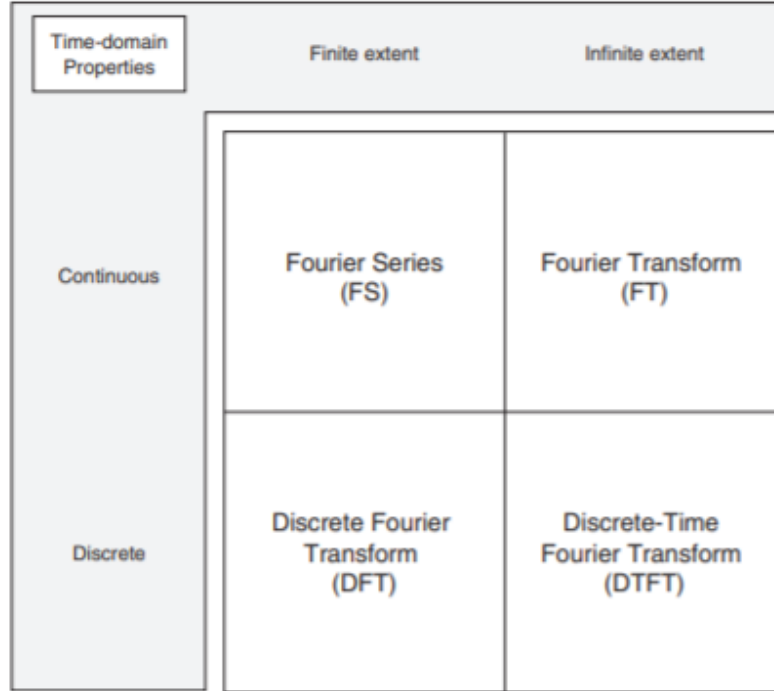 Time-domain
Properties
Finite extent
Infinite extent
Continuous
Fourier Series
(FS)
Fourier Transform
(FT)
Discrete
Discrete Fourier
Transform
(DFT)
Discrete-Time
Fourier Transform
(DTFT)